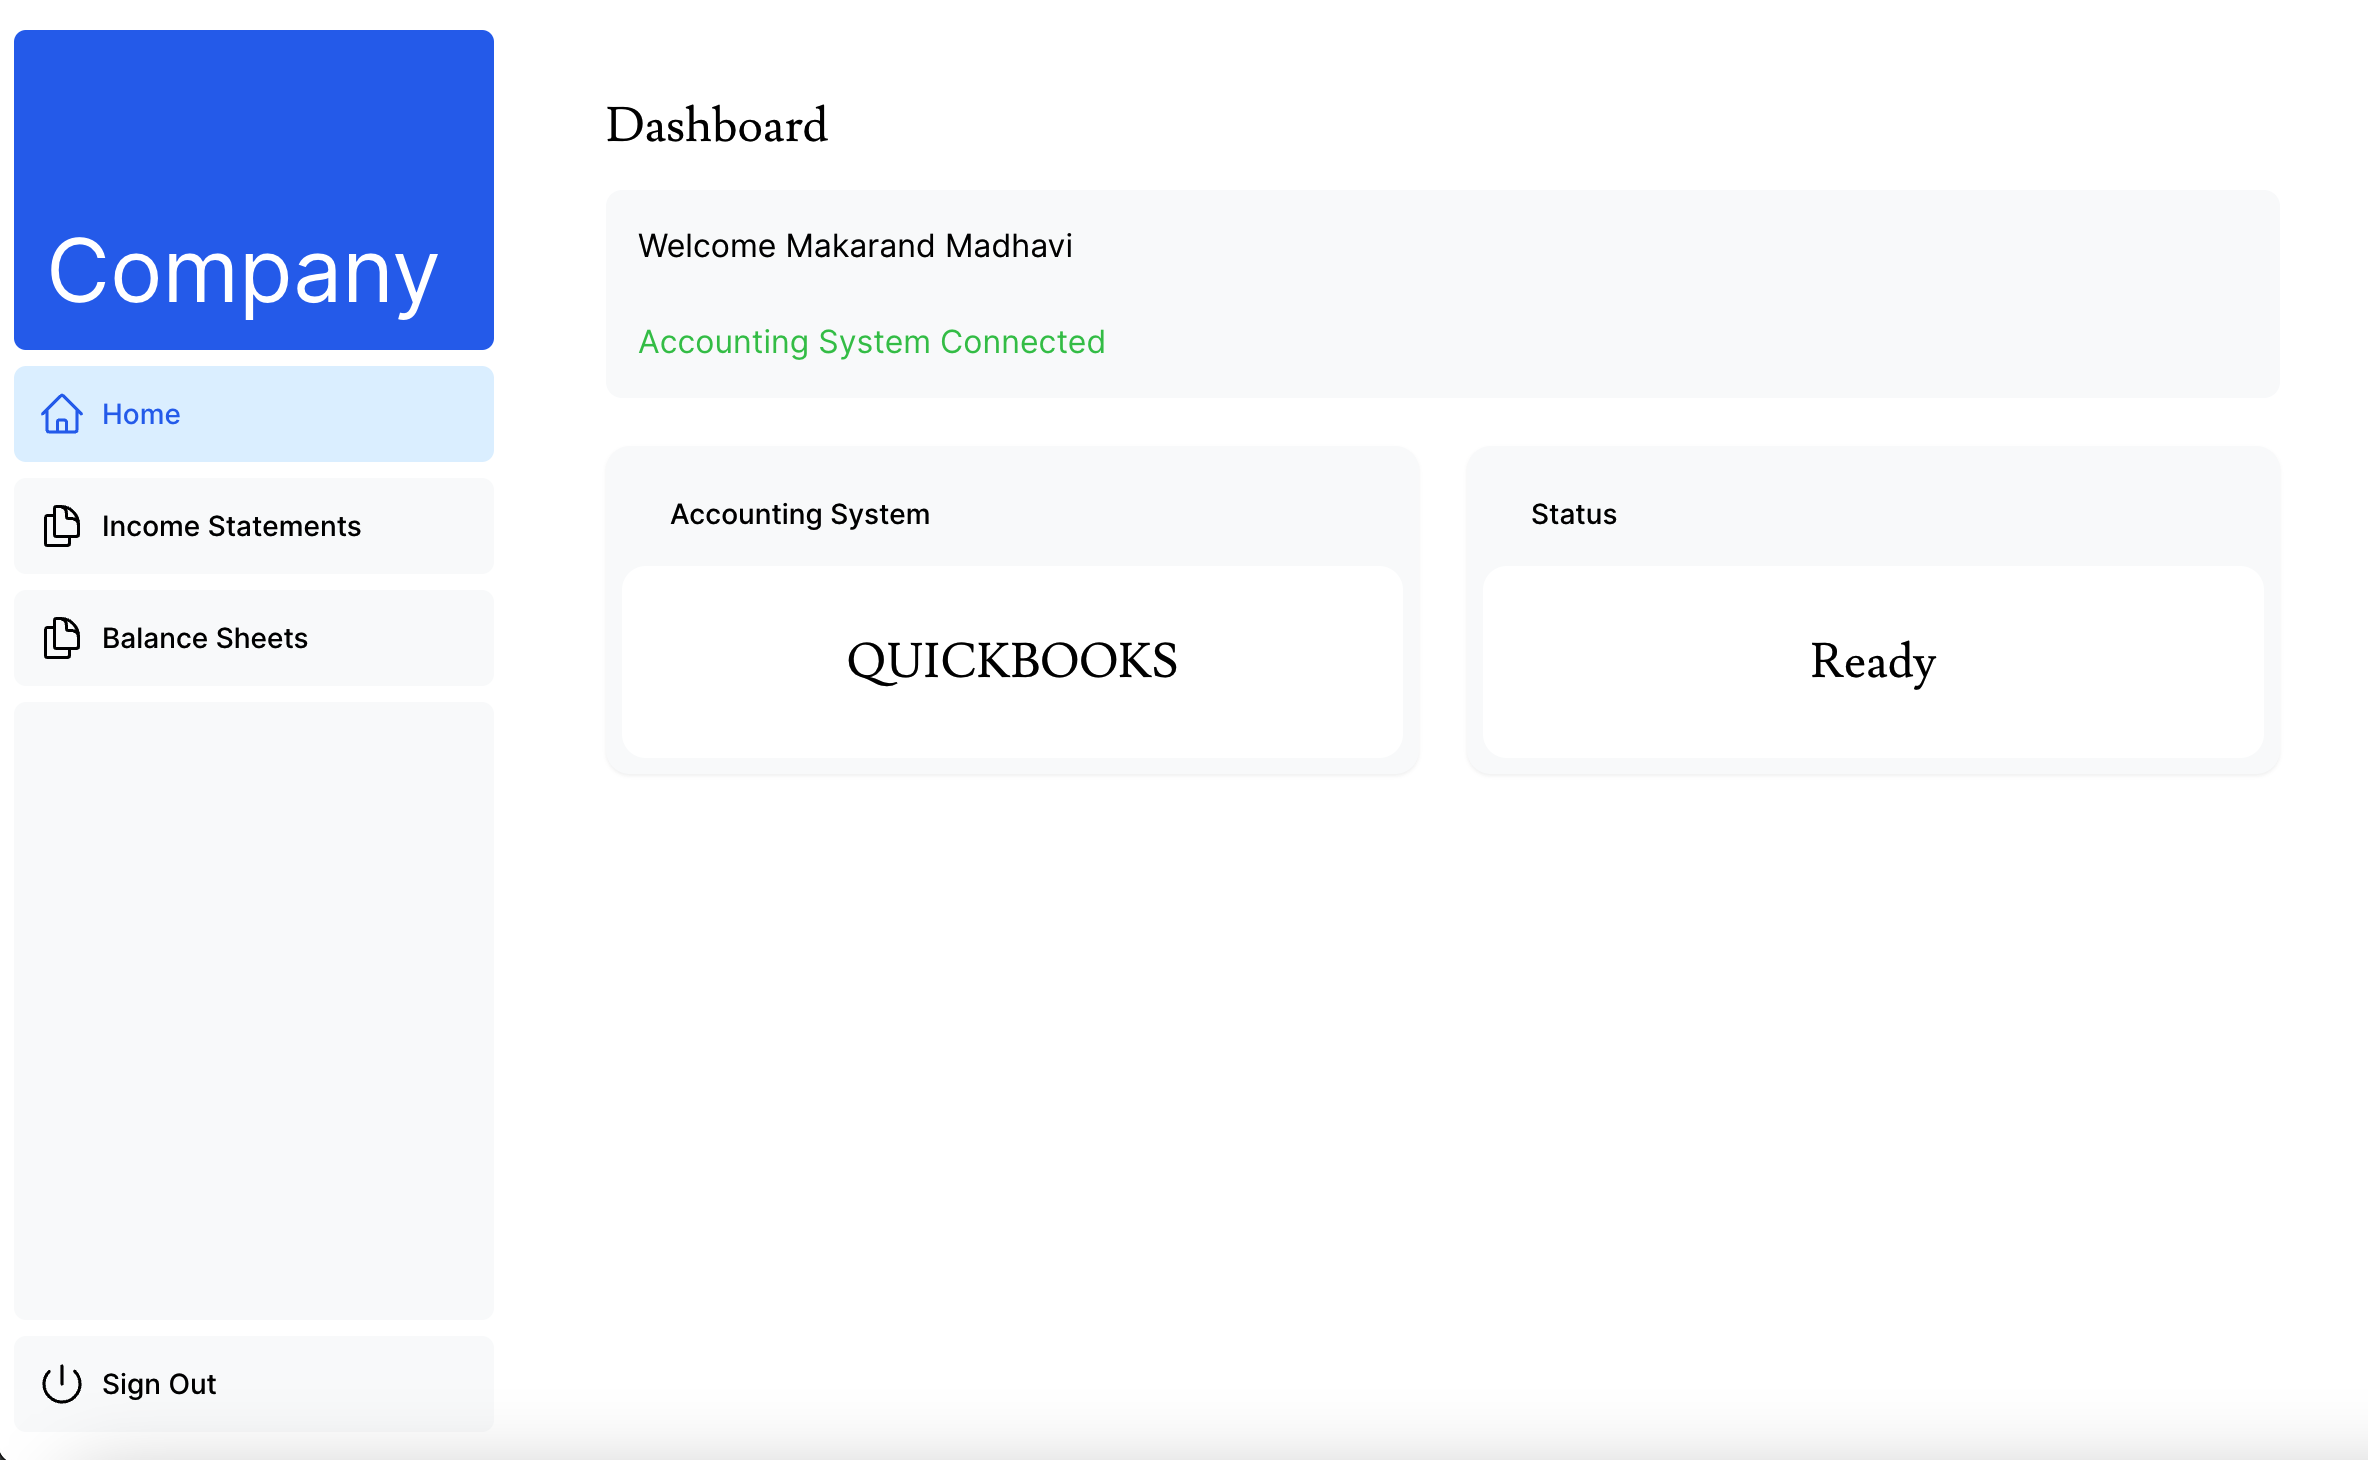 Company
Home
Income Statements
Balance Sheets
Sign Out
Dashboard
Welcome Makarand Madhavi
Accounting System Connected
Accounting System
QUICKBOOKS
Status
Ready